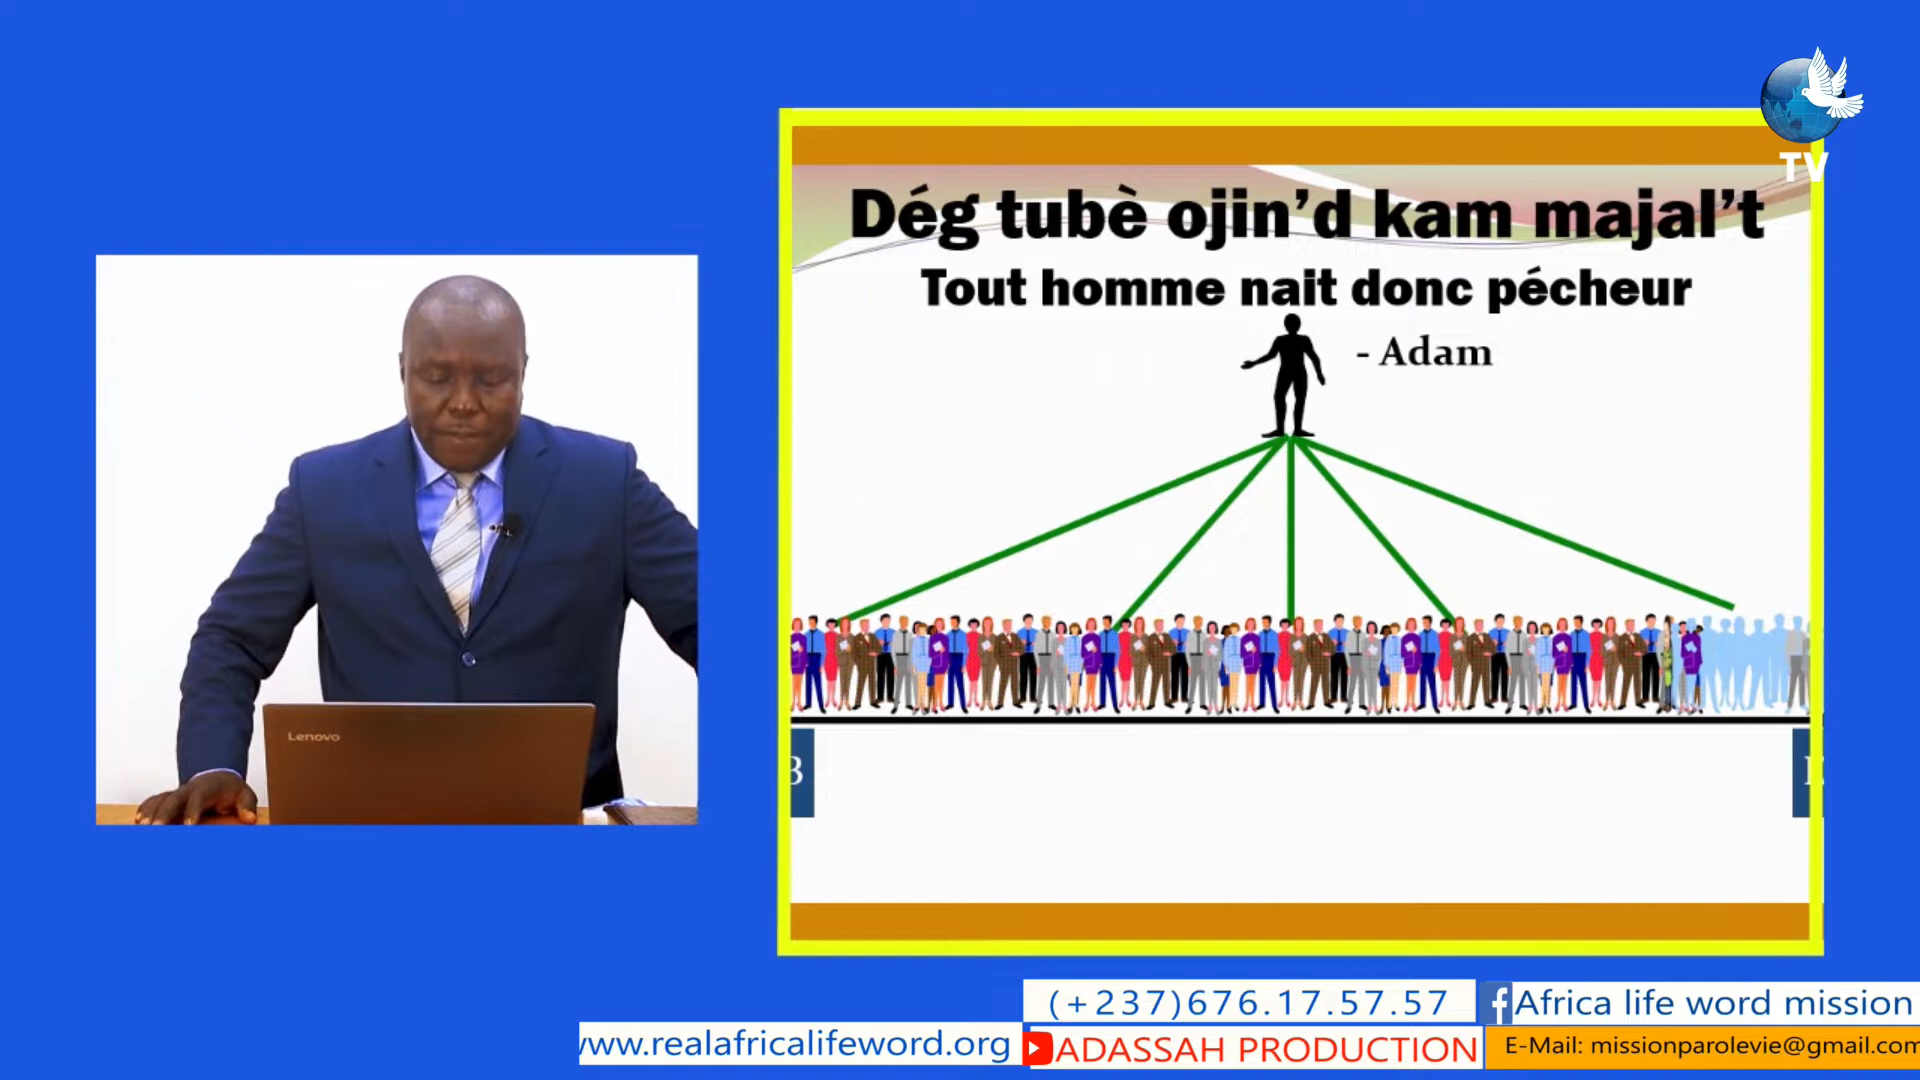 TV
Dég tubè ojin’d kam majal’t
Tout homme nait donc pécheur
- Adam
Lenovo
(+237)676.17.57.57
Africa life word mission
www.realafricalifeword.org
ADASSAH PRODUCTION
E-Mail: missionparolevie@gmail.com